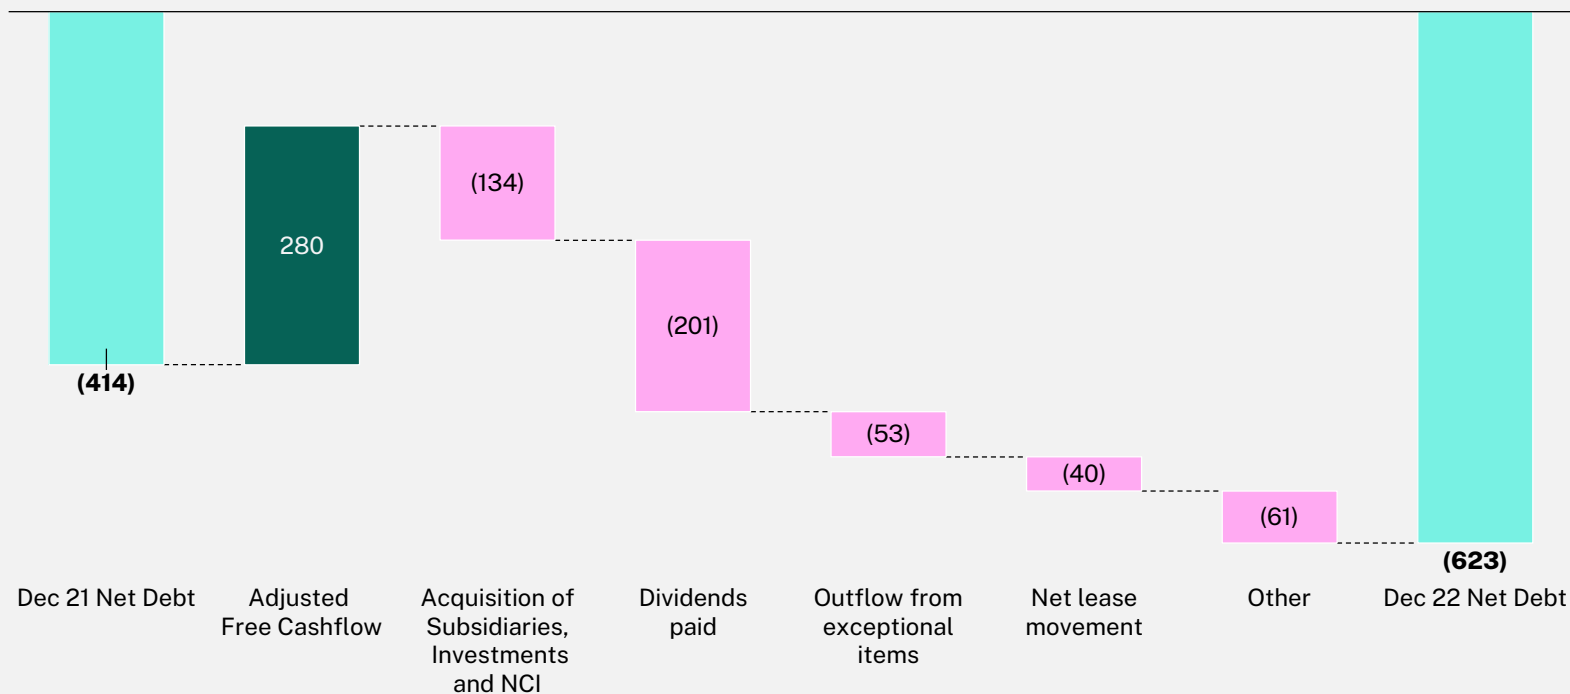 280
(134)
(201)
(414)
(53)
(40)
(61)
(623)
Dec 21 Net Debt
Adjusted
Free Cashflow
Acquisition of
Subsidiaries,
Investments
and NCI
Dividends
paid
Outflow from
exceptional
items
Net lease
movement
Other
Dec 22 Net Debt